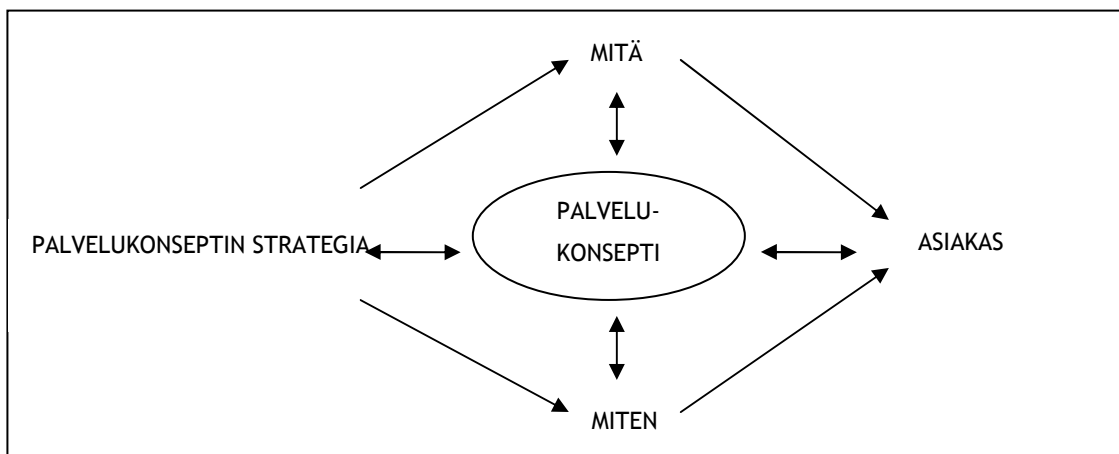 MITÄ
PALVELU-
KONSEPTI
PALVELUKONSEPTIN STRATEGIA
ASIAKAS
MITEN